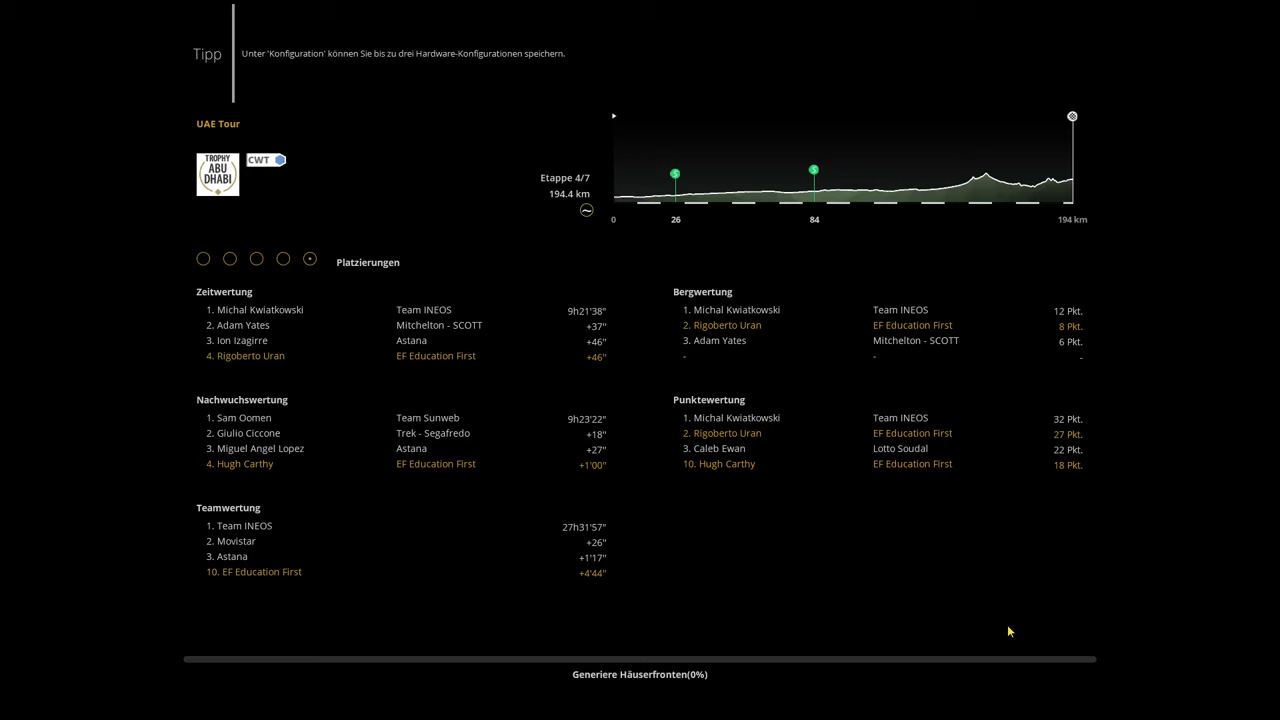 Tipp
Unter 'Konfiguration' können Sie bis zu drei Hardware-Konfigurationen speichern.
UAE Tour
TROPHY
ABU
DHABI
CWT
Etappe 4/7
194.4 km
S
S
0
26
84
194 km
Platzierungen
Zeitwertung
1. Michal Kwiatkowski Team INEOS 9h21'38"
2. Adam Yates Mitchelton - SCOTT +37"
3. Ion Izagirre Astana +46"
4. Rigoberto Uran EF Education First +46"
Bergwertung
1. Michal Kwiatkowski Team INEOS 12 Pkt.
2. Rigoberto Uran EF Education First 8 Pkt.
3. Adam Yates Mitchelton - SCOTT 6 Pkt.
- - -
Nachwuchswertung
1. Sam Oomen Team Sunweb 9h23'22"
2. Giulio Ciccone Trek - Segafredo +18"
3. Miguel Angel Lopez Astana +27"
4. Hugh Carthy EF Education First +1'00"
Punktewertung
1. Michal Kwiatkowski Team INEOS 32 Pkt.
2. Rigoberto Uran EF Education First 27 Pkt.
3. Caleb Ewan Lotto Soudal 22 Pkt.
10. Hugh Carthy EF Education First 18 Pkt.
Teamwertung
1. Team INEOS 27h31'57"
2. Movistar +26"
3. Astana +1'17"
10. EF Education First +4'44"
Generiere Häuserfronten(0%)